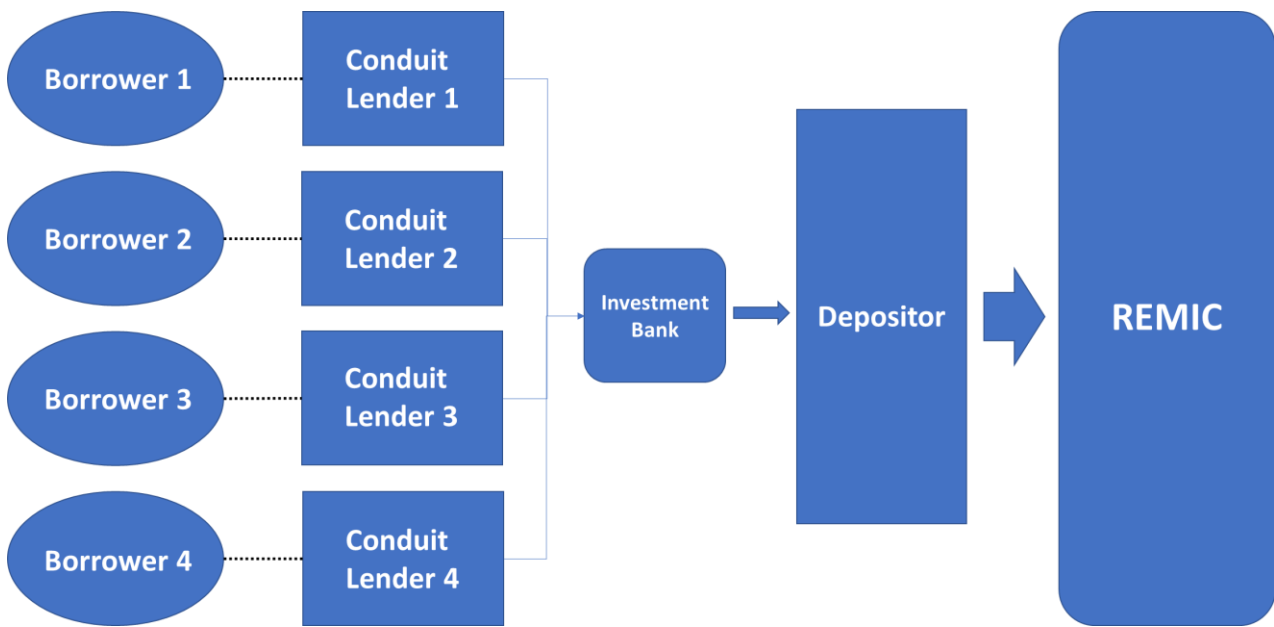 Borrower 1
Conduit
Lender 1
Borrower 2
Conduit
Lender 2
Borrower 3
Conduit
Lender 3
Borrower 4
Conduit
Lender 4
Investment
Bank
Depositor
REMIC